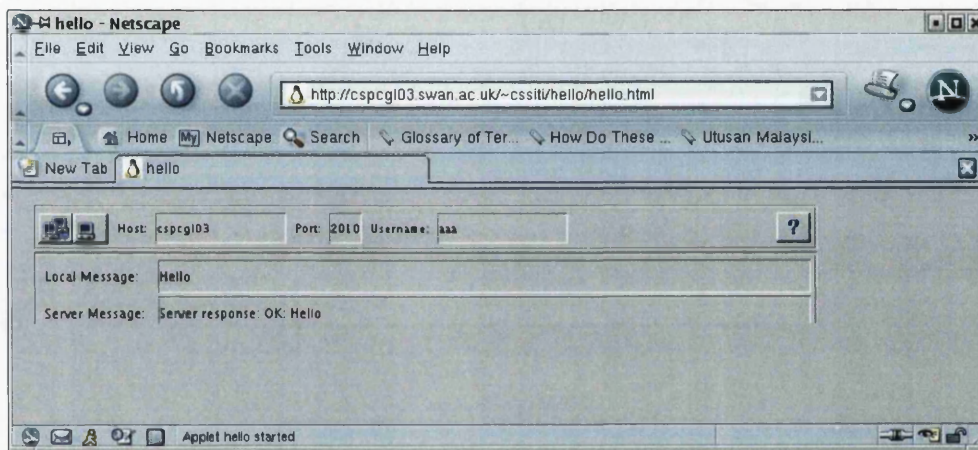 hello - Netscape
File Edit View Go Bookmarks Tools Window Help
http://cspcgl03.swan.ac.uk/~cssiti/hello/hello.html
N
Home My Netscape Search Glossary of Ter... How Do These ... Utusan Malaysi...
New Tab hello
Host: cspcgl03 Port: 2010 Username: aaa ?
Local Message: Hello
Server Message: Server response: OK: Hello
Applet hello started